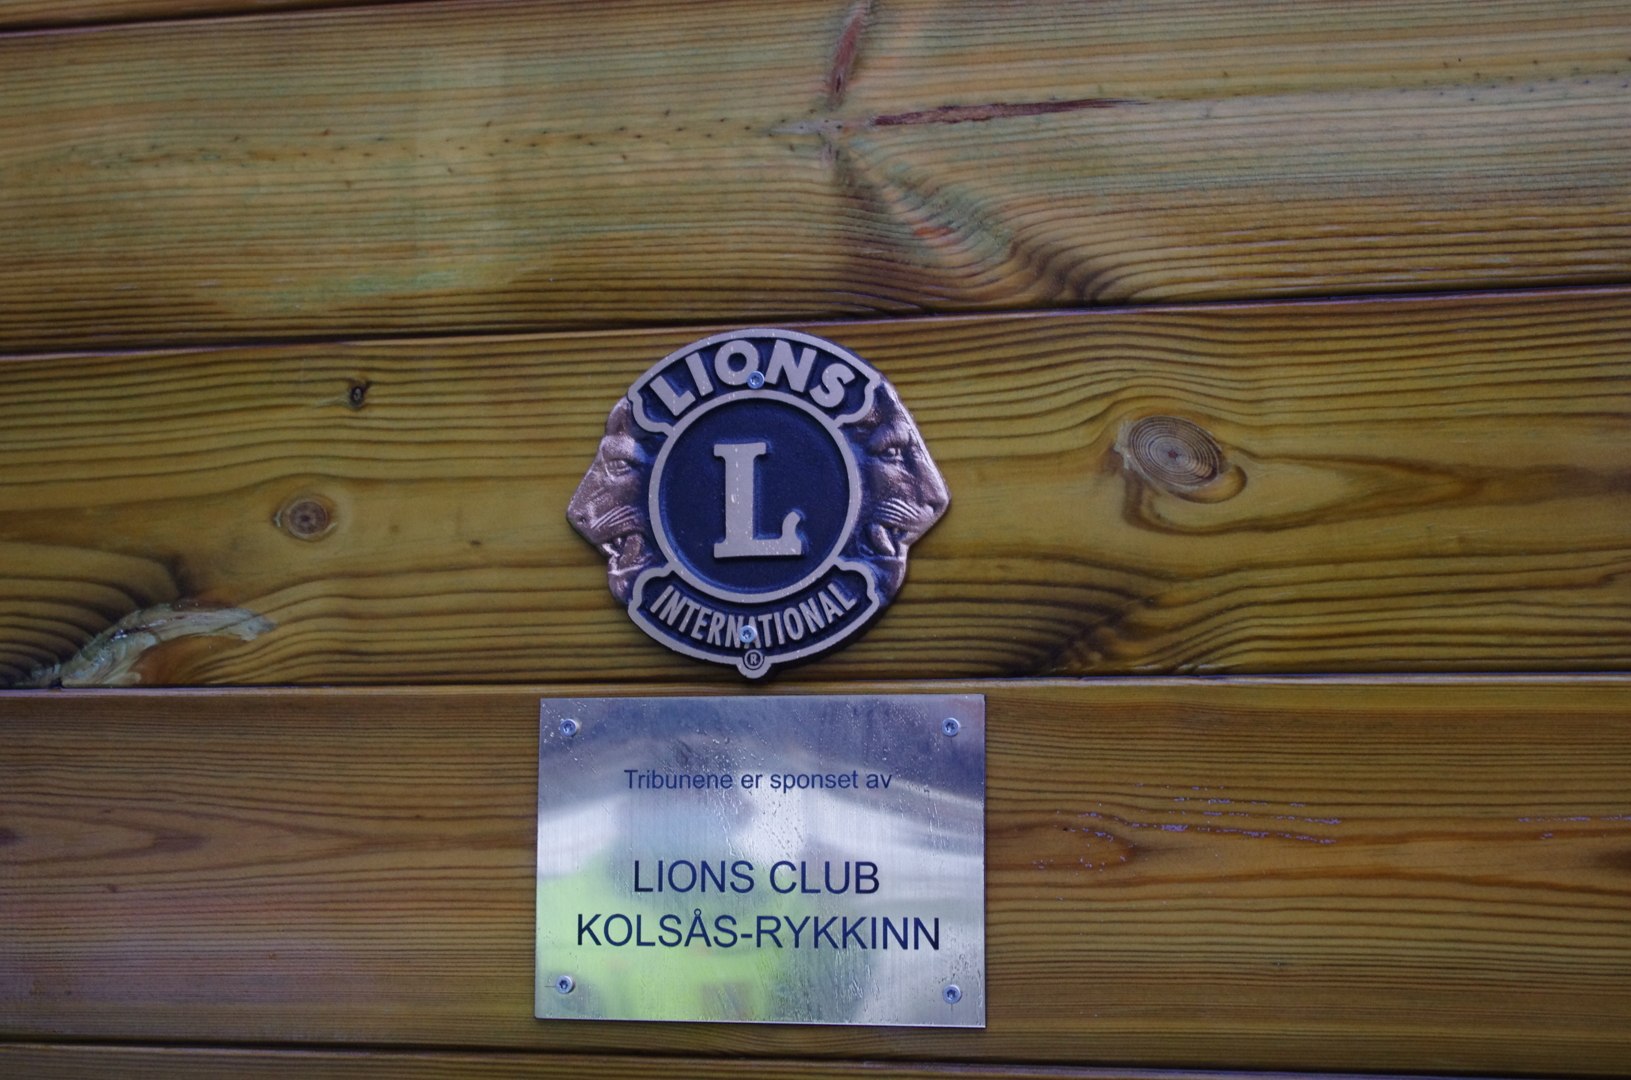 LIONS
L
INTERNATIONAL
®
Tribunene er sponset av
LIONS CLUB
KOLSÅS-RYKKINN